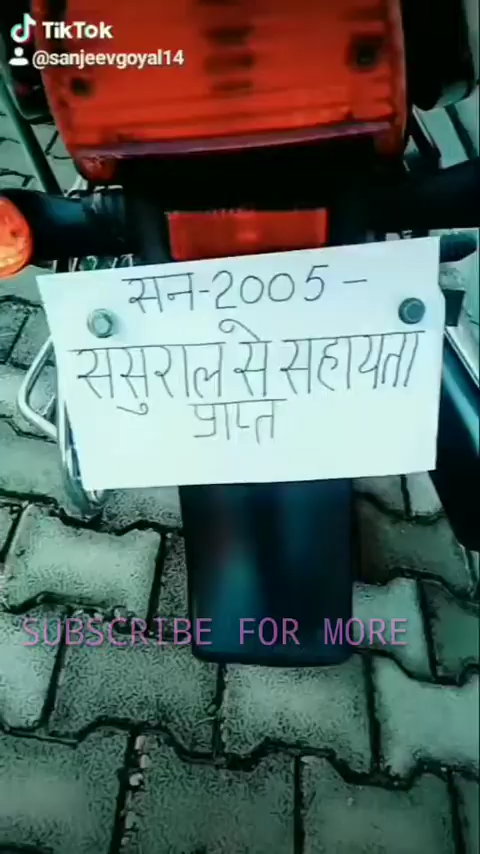 TikTok
@sanjeevgoyal14
सन-2005-
ससुराल से सहायता
प्राप्त
SUBSCRIBE FOR MORE